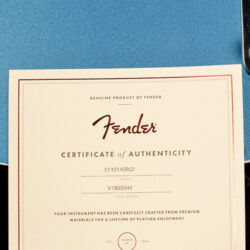 GENUINE PRODUCT OF FENDER
Fender
CERTIFICATE of AUTHENTICITY
0110140802
V1855044
YOUR INSTRUMENT HAS BEEN CAREFULLY CRAFTED FROM PREMIUM
MATERIALS FOR A LIFETIME OF PLAYING ENJOYMENT